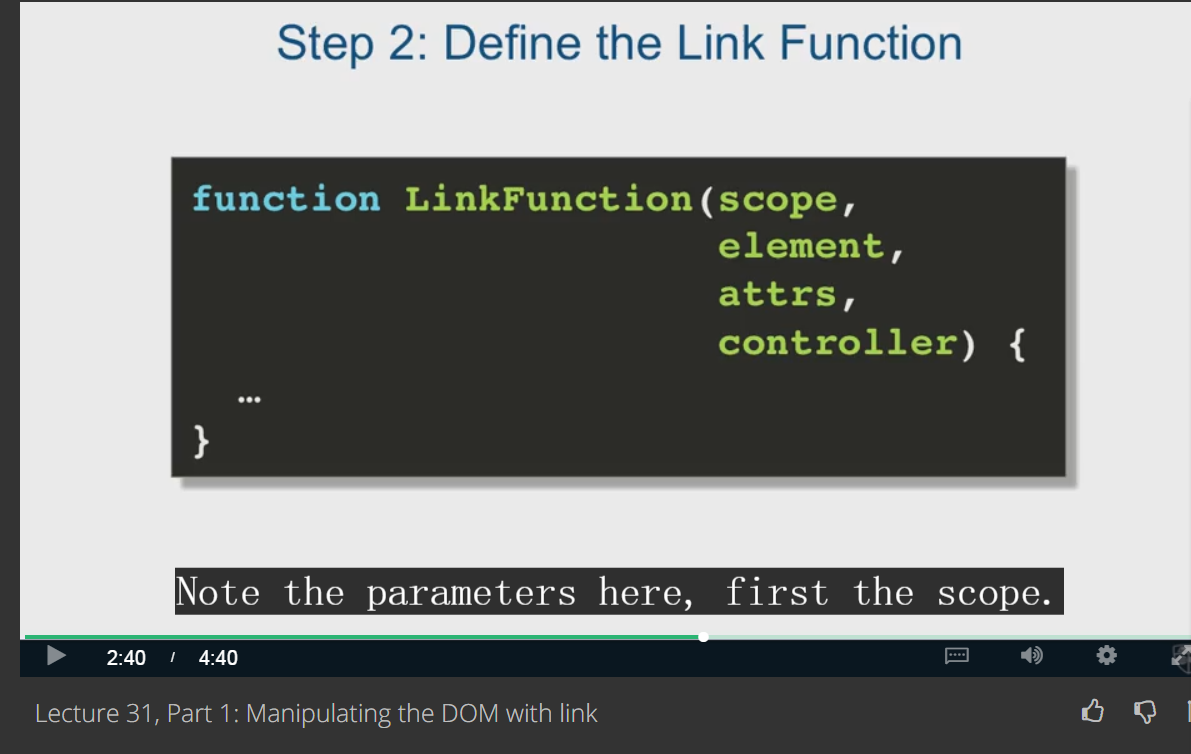 Step 2: Define the Link Function
function LinkFunction(scope,
element,
attrs,
controller) {
…
}
Note the parameters here, first the scope.
2:40 / 4:40
Lecture 31, Part 1: Manipulating the DOM with link